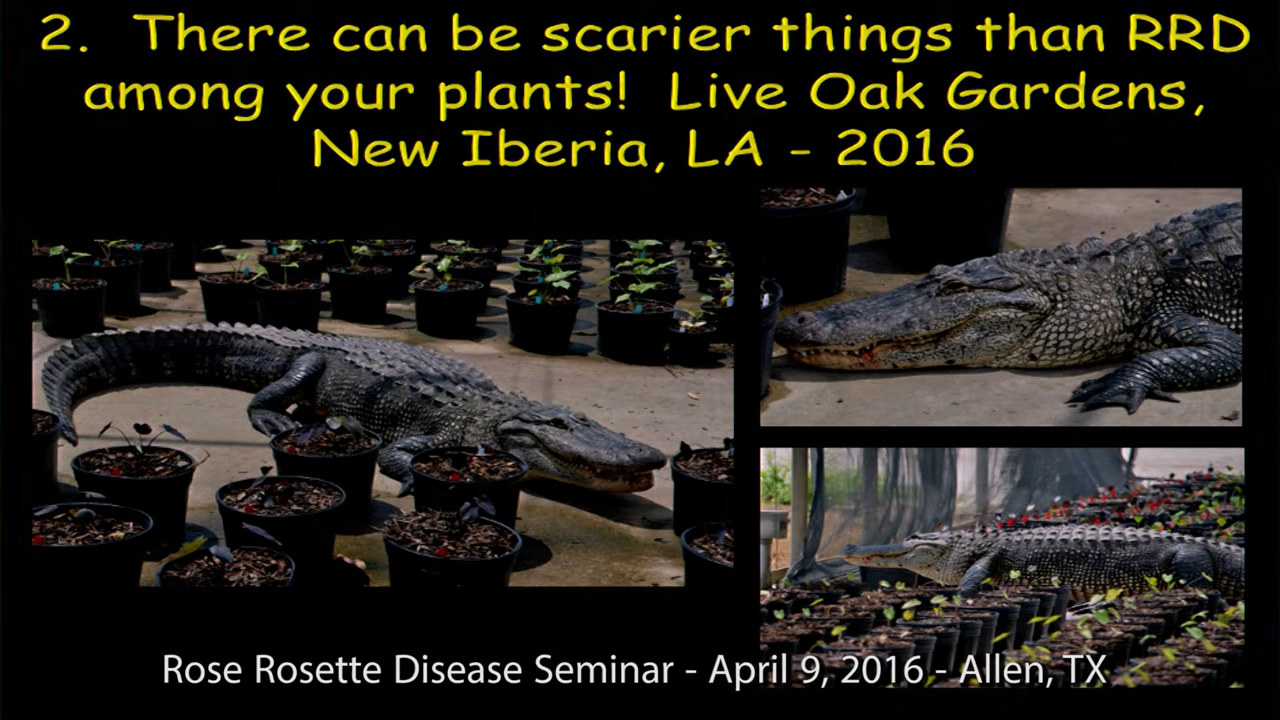 2. There can be scarier things than RRD
among your plants! Live Oak Gardens,
New Iberia, LA - 2016
Rose Rosette Disease Seminar - April 9, 2016 - Allen, TX